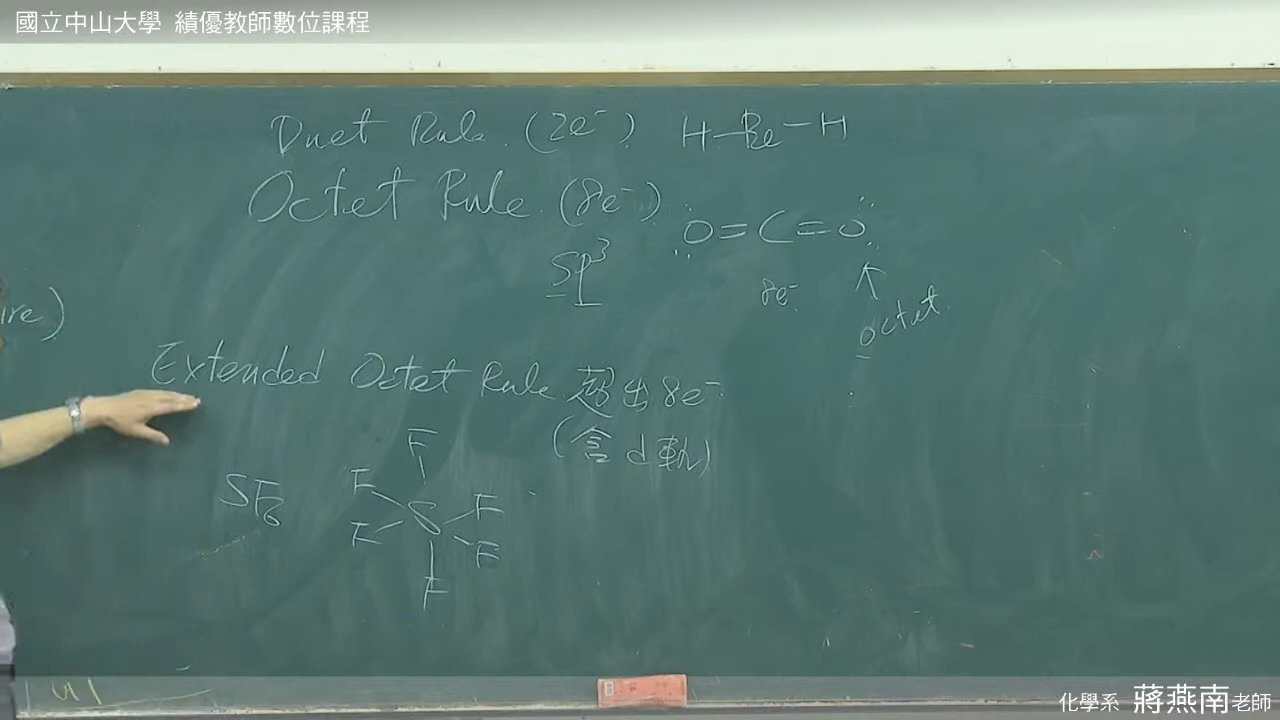 國立中山大學 績優教師數位課程
Duet Rule. (2e⁻) H-Be-H
Octet Rule. (8e⁻)
O=C=O
sp³
8e⁻
octet
ire)
Extended Octet Rule 超出8e⁻
(含d軌)
SF₆
F
F F
S
F F
F
化學系 蔣燕南老師